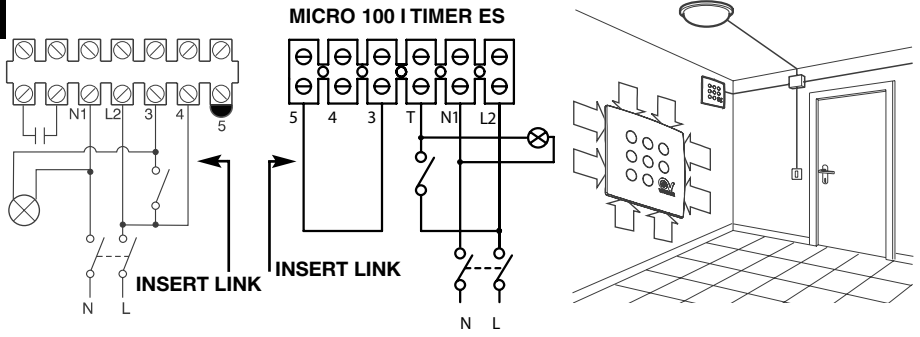 MICRO 100 I TIMER ES
N1 L2 3 4 5
5 4 3 T N1 L2
INSERT LINK
INSERT LINK
N L
N L